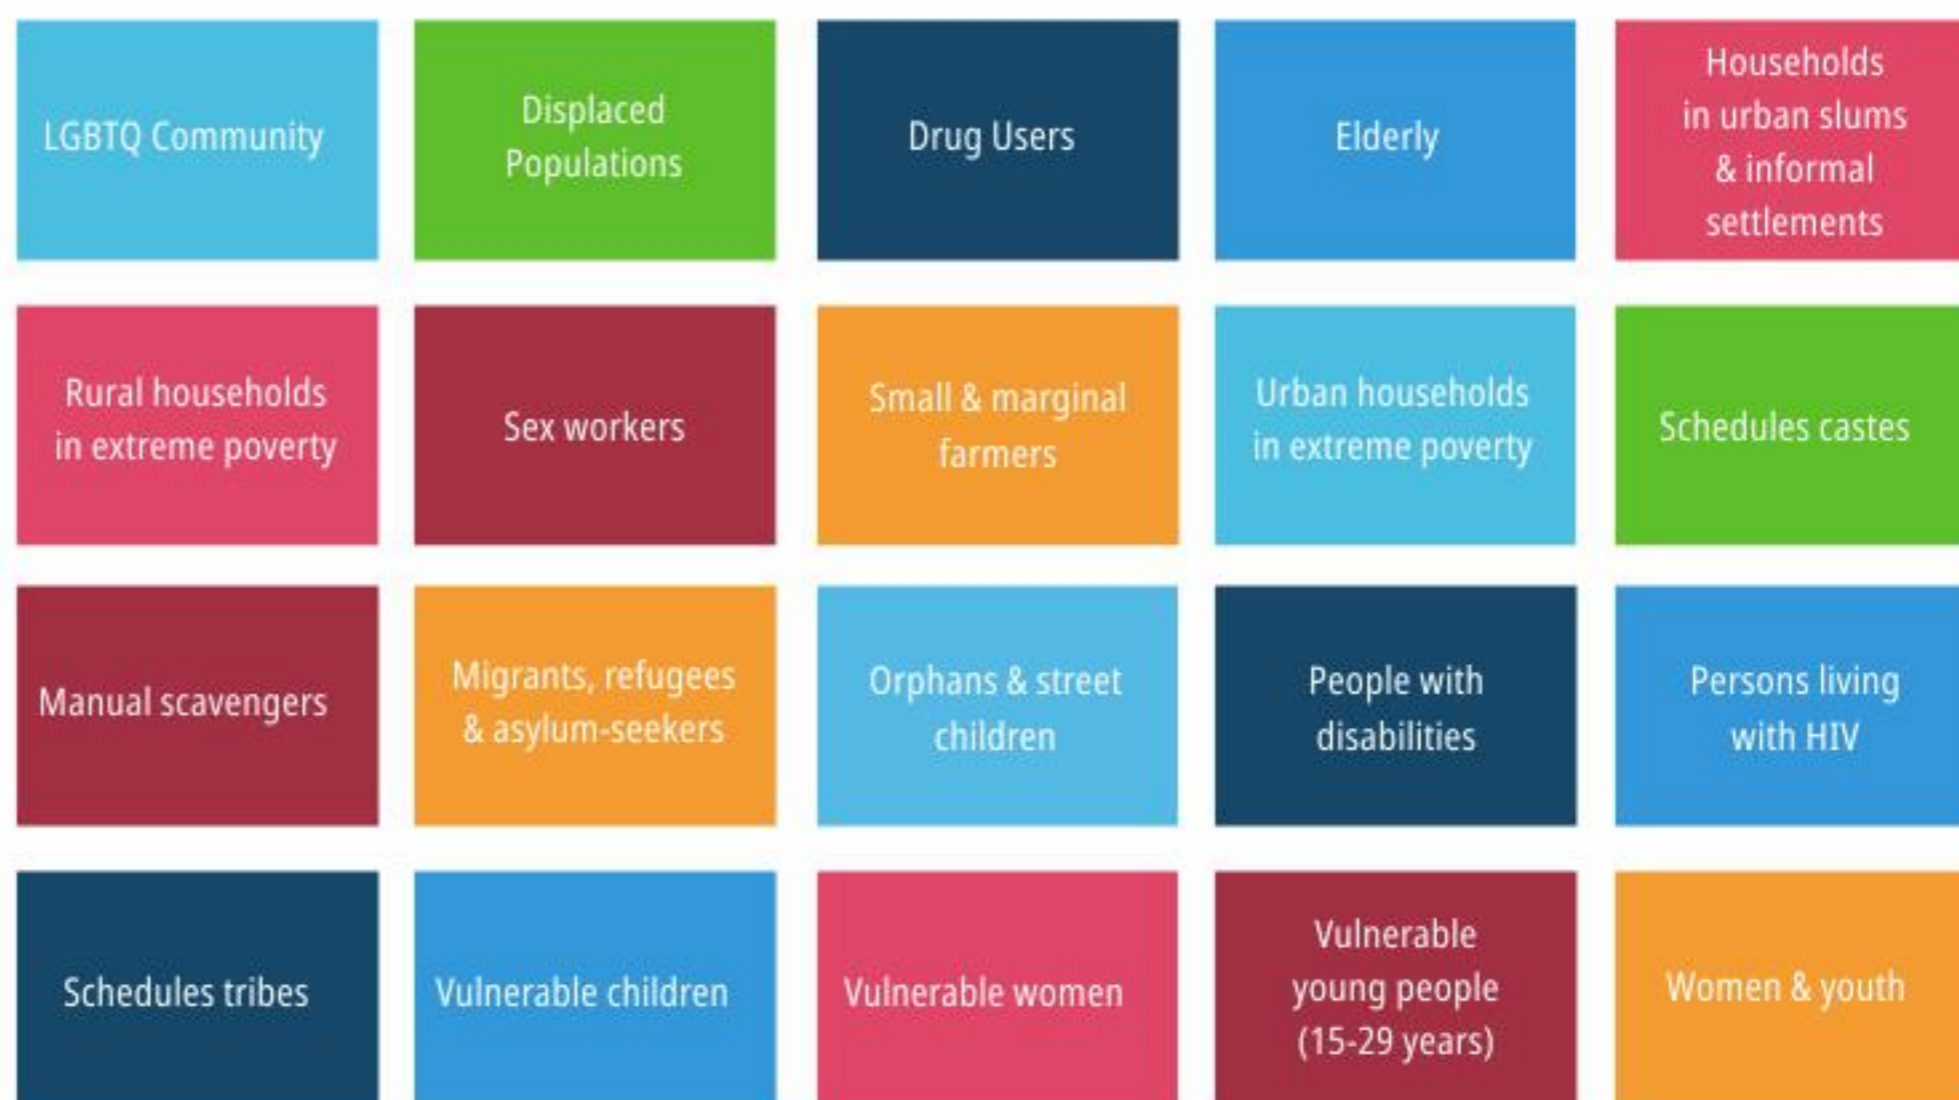 LGBTQ Community
Displaced
Populations
Drug Users
Elderly
Households
in urban slums
& informal
settlements
Rural households
in extreme poverty
Sex workers
Small & marginal
farmers
Urban households
in extreme poverty
Schedules castes
Manual scavengers
Migrants, refugees
& asylum-seekers
Orphans & street
children
People with
disabilities
Persons living
with HIV
Schedules tribes
Vulnerable children
Vulnerable women
Vulnerable
young people
(15-29 years)
Women & youth